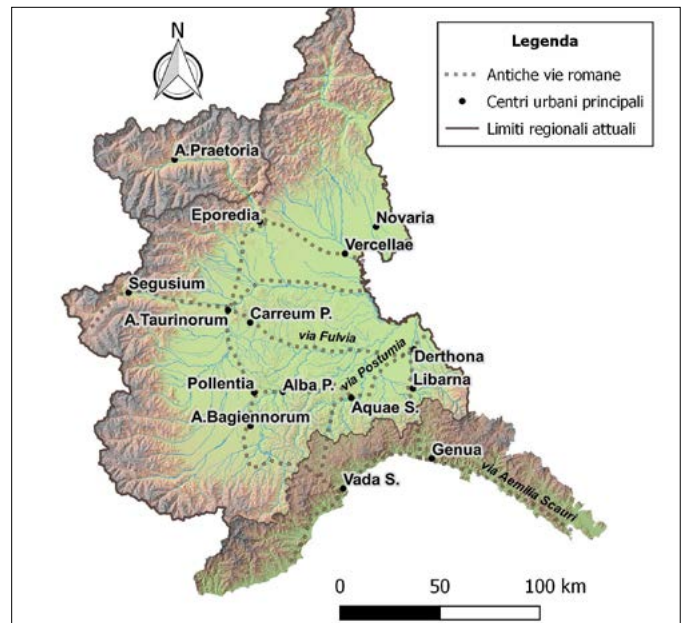 N
Legenda
Antiche vie romane
Centri urbani principali
Limiti regionali attuali
A.Praetoria
Eporedia
Novaria
Vercellae
Segusium
A.Taurinorum
Carreum P.
via Fulvia
via Postumia
Derthona
Pollentia
Alba P.
Libarna
Aquae S.
A.Bagiennorum
Genua
Vada S.
via Aemilia Scauri
0 50 100 km